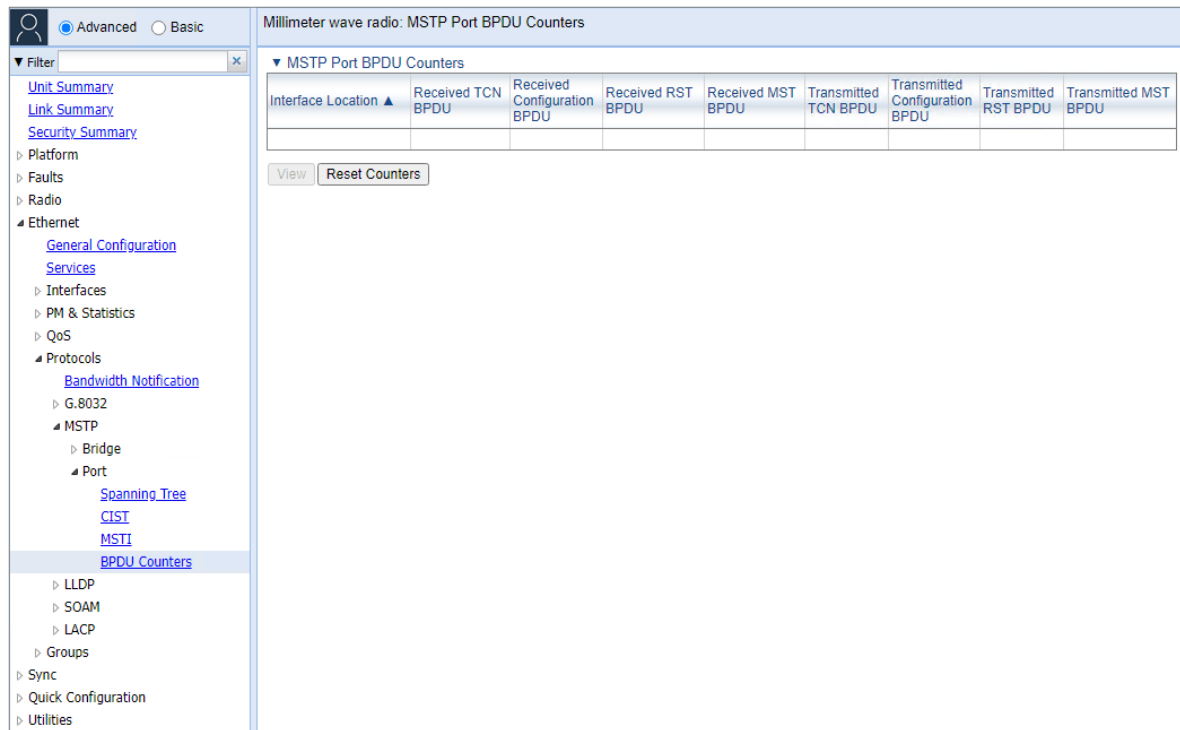 Advanced Basic
Millimeter wave radio: MSTP Port BPDU Counters
▼ Filter ×
Unit Summary
Link Summary
Security Summary
Platform
Faults
Radio
Ethernet
General Configuration
Services
Interfaces
PM & Statistics
QoS
Protocols
Bandwidth Notification
G.8032
MSTP
Bridge
Port
Spanning Tree
CIST
MSTI
BPDU Counters
LLDP
SOAM
LACP
Groups
Sync
Quick Configuration
Utilities
▼ MSTP Port BPDU Counters
Interface Location ▲
Received TCN
BPDU
Received
Configuration
BPDU
Received RST
BPDU
Received MST
BPDU
Transmitted
TCN BPDU
Transmitted
Configuration
BPDU
Transmitted
RST BPDU
Transmitted MST
BPDU
View Reset Counters